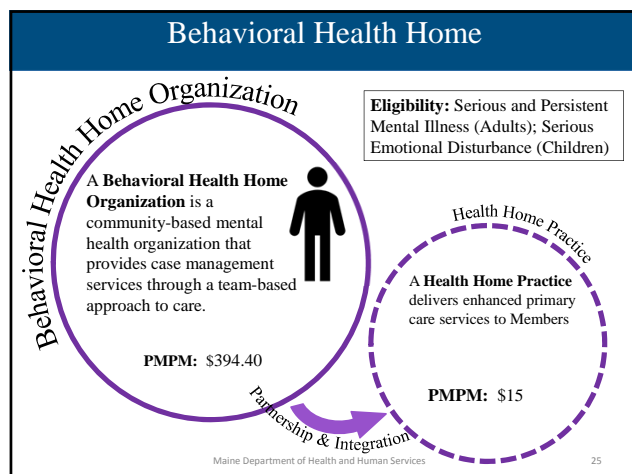 Behavioral Health Home
Behavioral Health Home Organization
Eligibility: Serious and Persistent
Mental Illness (Adults); Serious
Emotional Disturbance (Children)
A Behavioral Health Home
Organization is a
community-based mental
health organization that
provides case management
services through a team-based
approach to care.
PMPM: $394.40
Health Home Practice
A Health Home Practice
delivers enhanced primary
care services to Members
PMPM: $15
Partnership & Integration
Maine Department of Health and Human Services
25